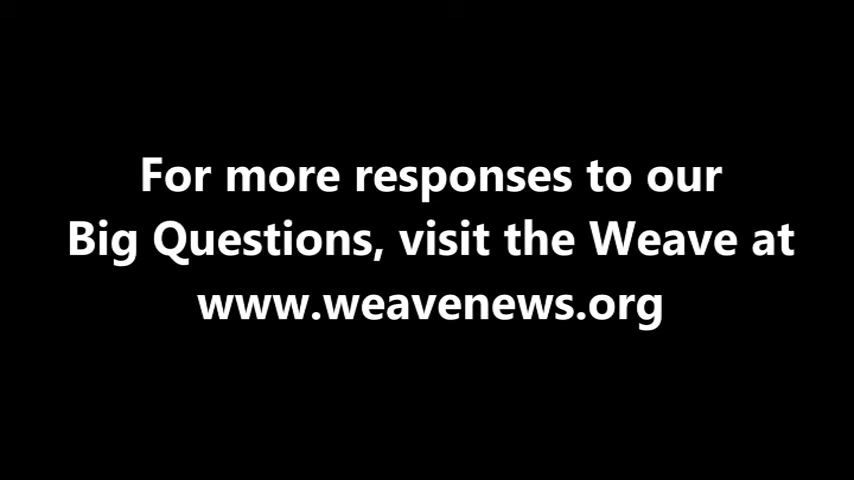 For more responses to our
Big Questions, visit the Weave at
www.weavenews.org